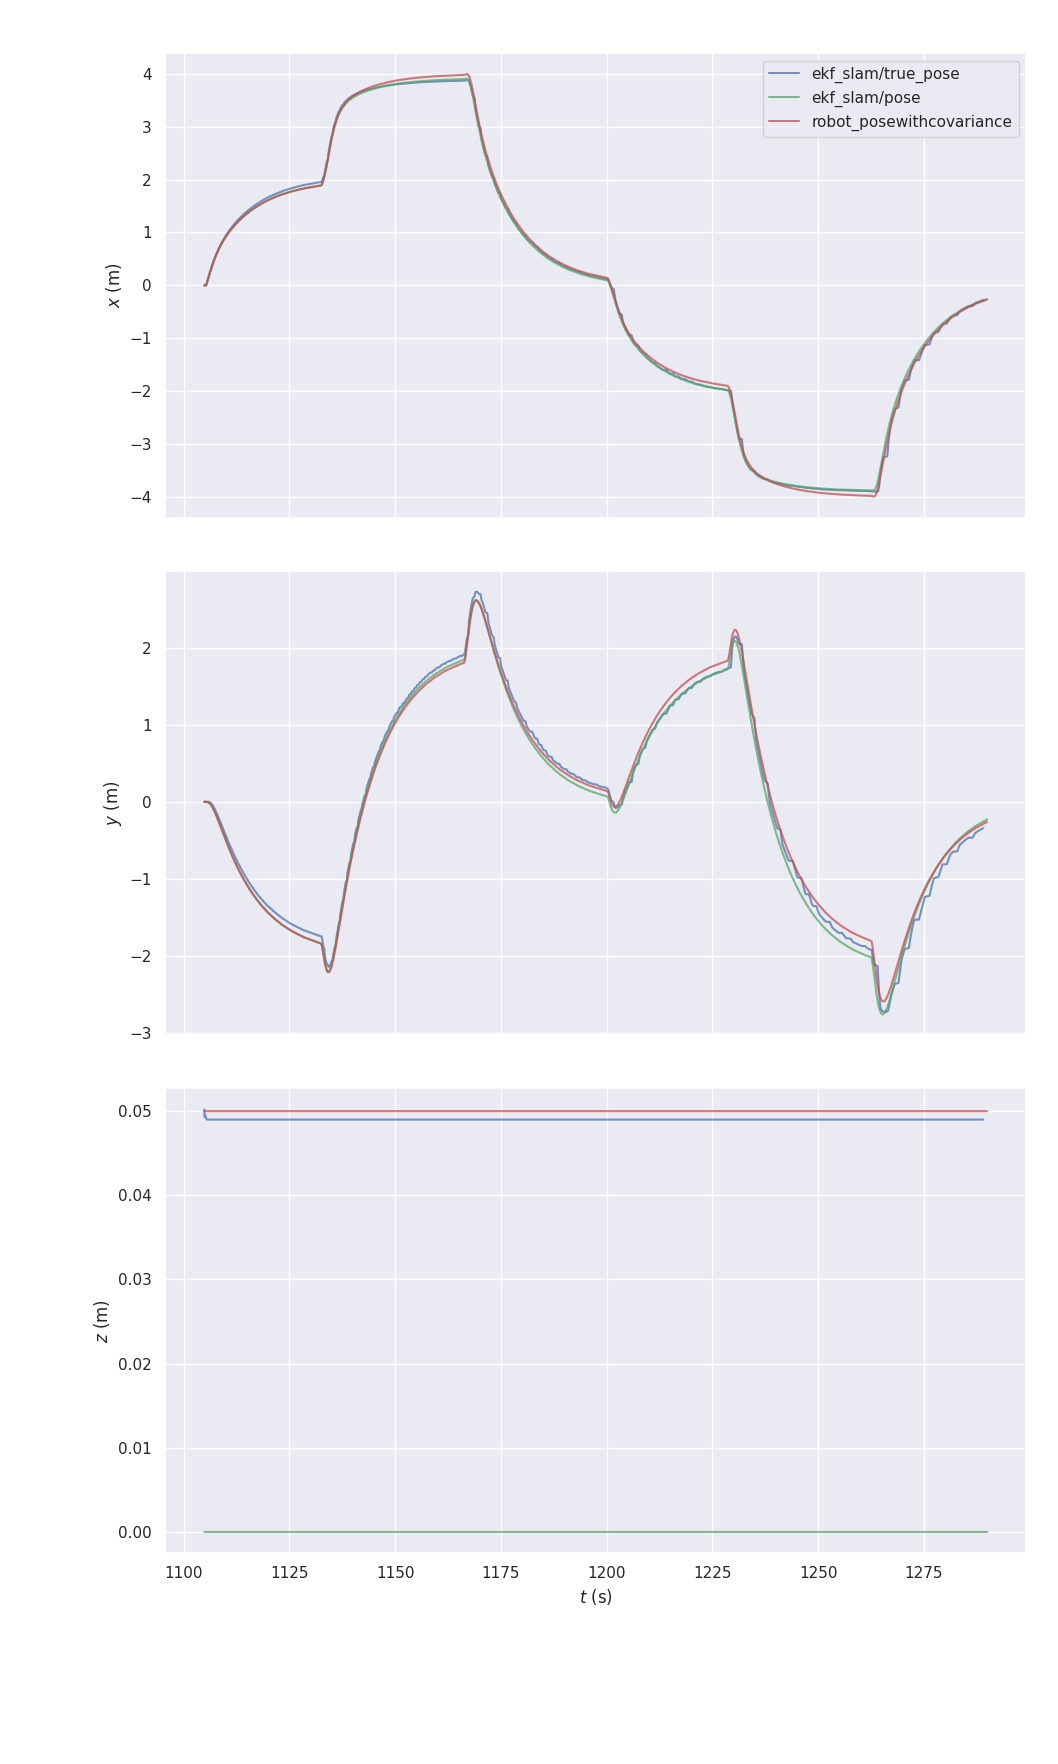 4
3
2
1
0
−1
−2
−3
−4
x (m)
ekf_slam/true_pose
ekf_slam/pose
robot_posewithcovariance
2
1
0
−1
−2
−3
y (m)
0.05
0.04
0.03
0.02
0.01
0.00
z (m)
1100 1125 1150 1175 1200 1225 1250 1275
t (s)